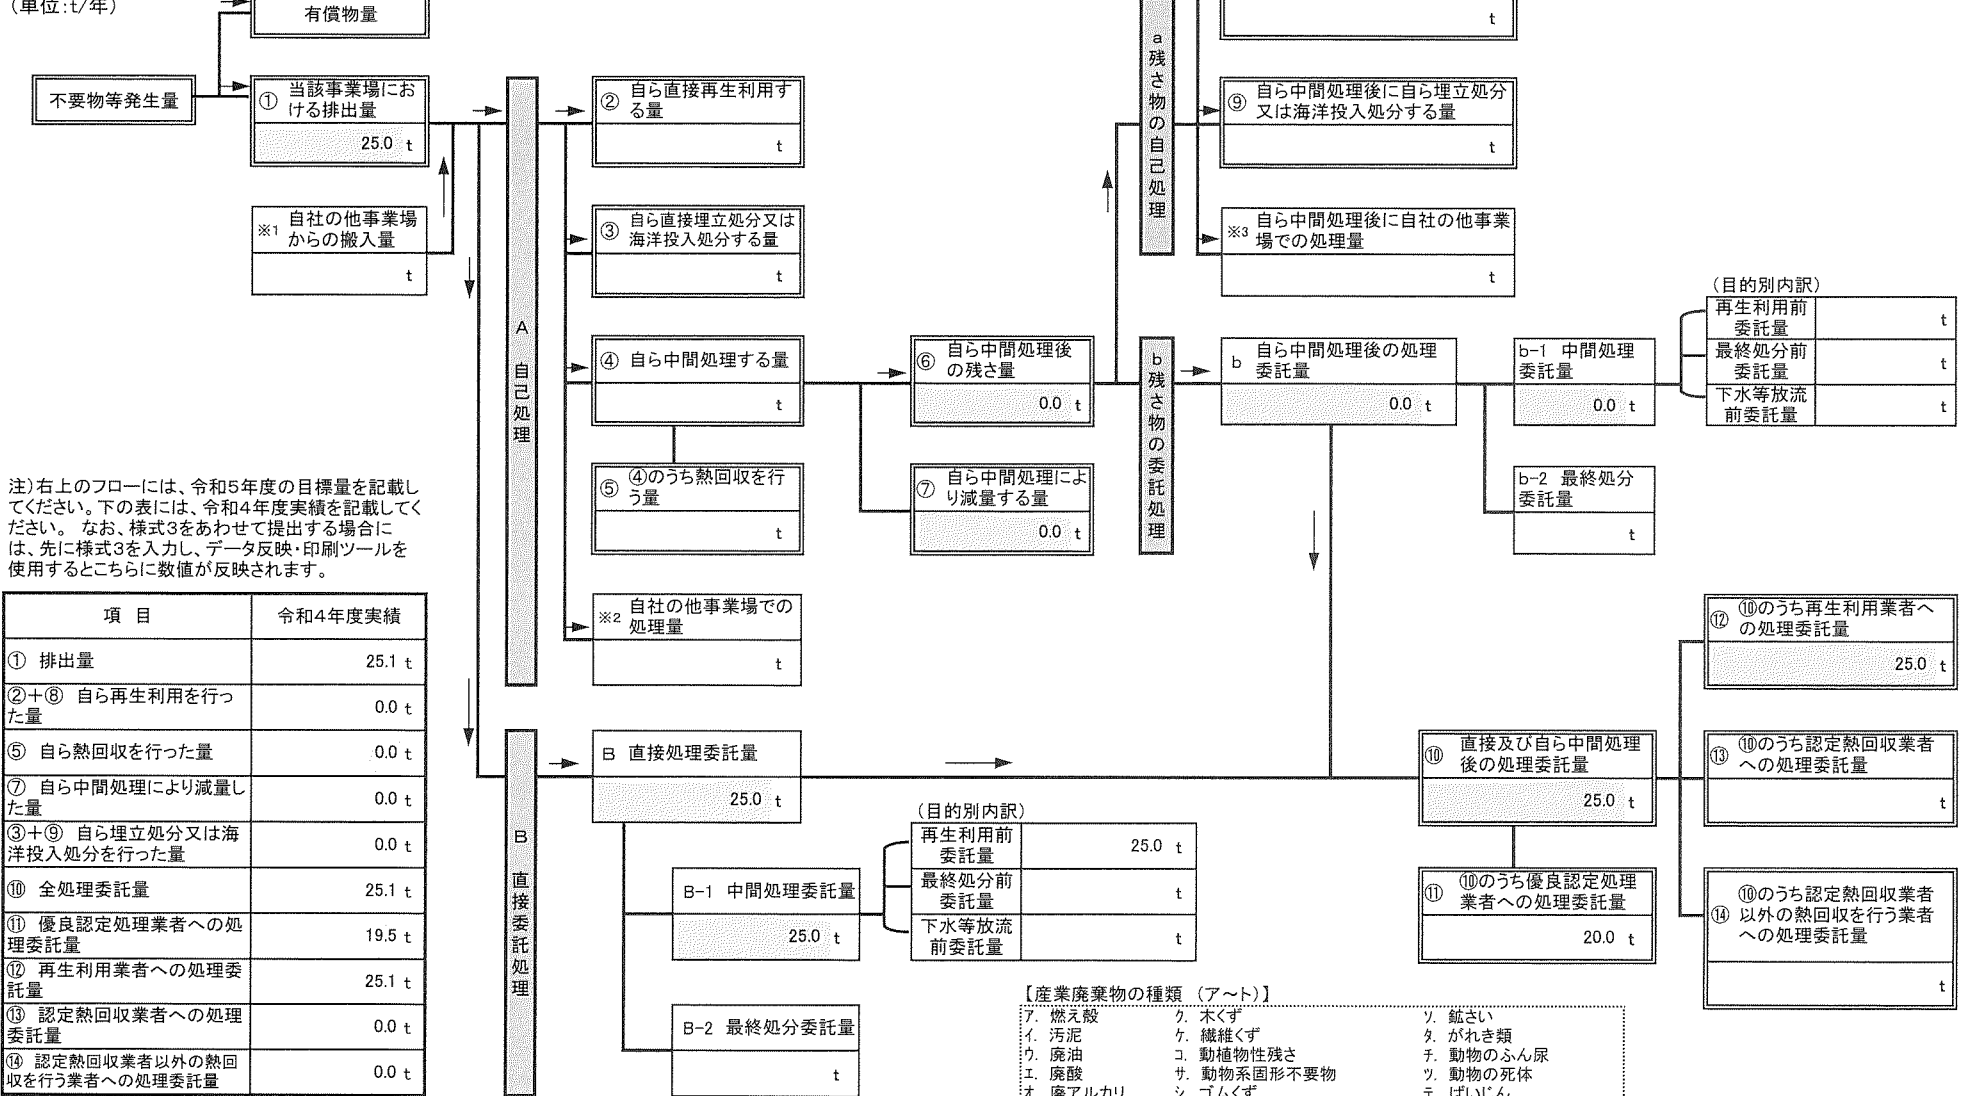 (単位:t/年)
有償物量
不要物等発生量
① 当該事業場にお
ける排出量
25.0 t
※1 自社の他事業場
からの搬入量
t
A 自己処理
② 自ら直接再生利用す
る量
t
③ 自ら直接埋立処分又は
海洋投入処分する量
t
④ 自ら中間処理する量
t
⑤ ④のうち熱回収を行
う量
t
※2 自社の他事業場での
処理量
t
⑥ 自ら中間処理後
の残さ量
0.0 t
⑦ 自ら中間処理によ
り減量する量
0.0 t
a 残さ物の自己処理
t
⑨ 自ら中間処理後に自ら埋立処分
又は海洋投入処分する量
t
※3 自ら中間処理後に自社の他事業
場での処理量
t
b 残さ物の委託処理
b 自ら中間処理後の処理
委託量
0.0 t
b-1 中間処理
委託量
0.0 t
(目的別内訳)
再生利用前
委託量
t
最終処分前
委託量
t
下水等放流
前委託量
t
b-2 最終処分
委託量
t
注)右上のフローには、令和5年度の目標量を記載し
てください。下の表には、令和4年度実績を記載してく
ださい。 なお、様式3をあわせて提出する場合に
は、先に様式3を入力し、データ反映・印刷ツールを
使用するとこちらに数値が反映されます。
項 目 令和4年度実績
① 排出量 25.1 t
②+⑧ 自ら再生利用を行っ
た量 0.0 t
⑤ 自ら熱回収を行った量 0.0 t
⑦ 自ら中間処理により減量し
た量 0.0 t
③+⑨ 自ら埋立処分又は海
洋投入処分を行った量 0.0 t
⑩ 全処理委託量 25.1 t
⑪ 優良認定処理業者への処
理委託量 19.5 t
⑫ 再生利用業者への処理委
託量 25.1 t
⑬ 認定熱回収業者への処理
委託量 0.0 t
⑭ 認定熱回収業者以外の熱回
収を行う業者への処理委託量 0.0 t
B 直接委託処理
B 直接処理委託量
25.0 t
B-1 中間処理委託量
25.0 t
(目的別内訳)
再生利用前
委託量
25.0 t
最終処分前
委託量
t
下水等放流
前委託量
t
B-2 最終処分委託量
t
⑩ 直接及び自ら中間処理
後の処理委託量
25.0 t
⑪ ⑩のうち優良認定処理
業者への処理委託量
20.0 t
⑫ ⑩のうち再生利用業者へ
の処理委託量
25.0 t
⑬ ⑩のうち認定熱回収業者
への処理委託量
t
⑭ ⑩のうち認定熱回収業者
以外の熱回収を行う業者
への処理委託量
t
【産業廃棄物の種類 (ア~ト)】
ア. 燃え殻 ク. 木くず ソ. 鉱さい
イ. 汚泥 ケ. 繊維くず タ. がれき類
ウ. 廃油 コ. 動植物性残さ チ. 動物のふん尿
エ. 廃酸 サ. 動物系固形不要物 ツ. 動物の死体
オ. 廃アルカリ シ. ゴムくず テ. ばいじん